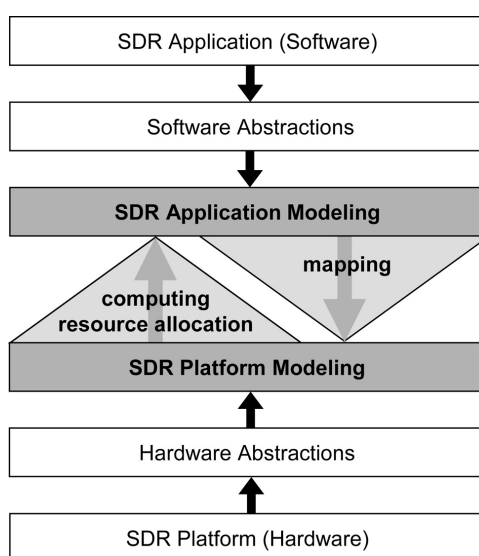 SDR Application (Software)
Software Abstractions
SDR Application Modeling
mapping
computing
resource allocation
SDR Platform Modeling
Hardware Abstractions
SDR Platform (Hardware)